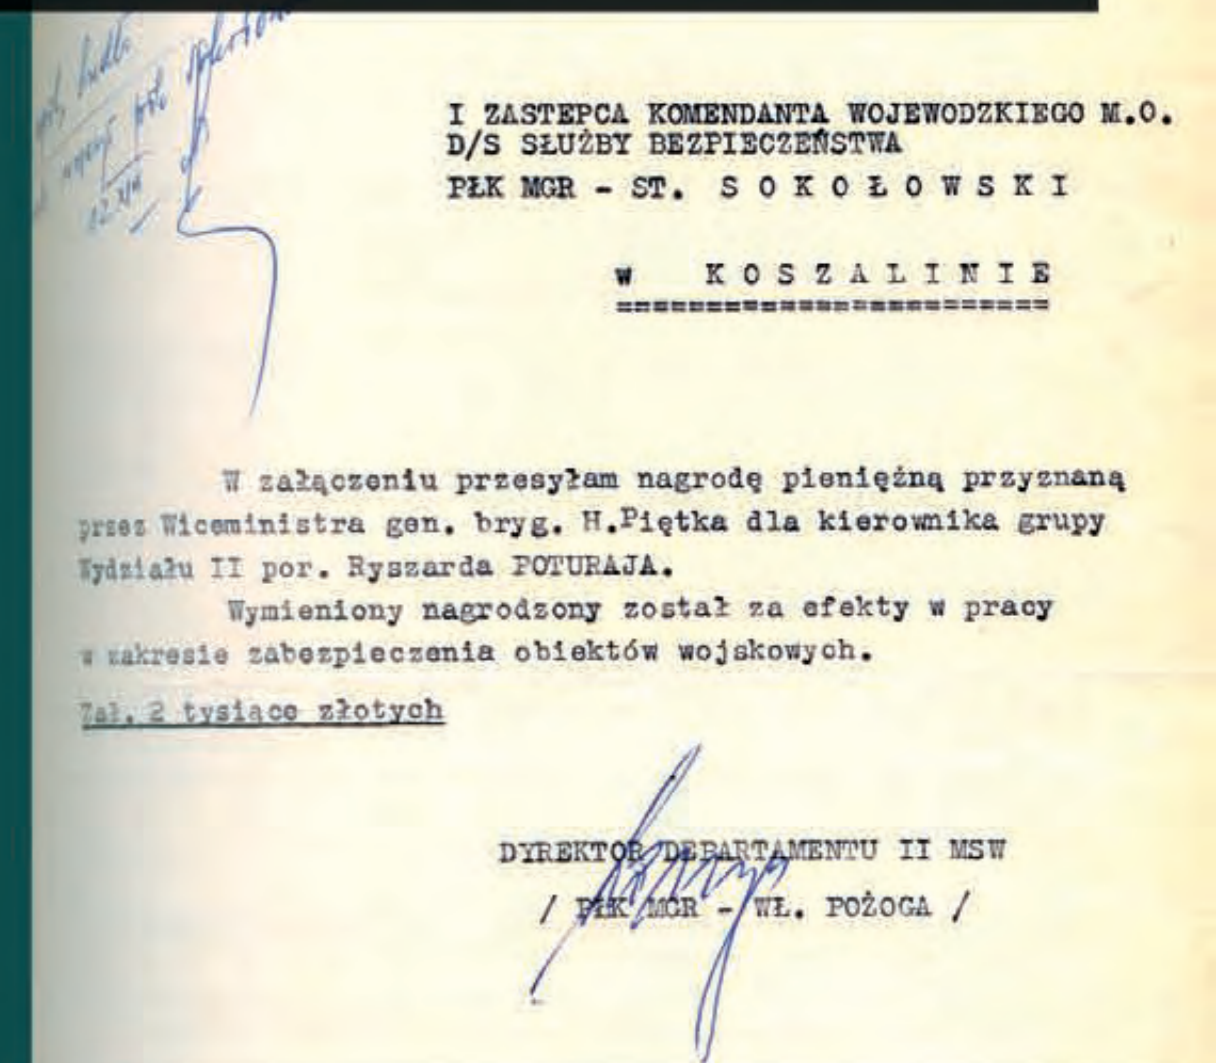 12.XII
I ZASTEPCA KOMENDANTA WOJEWODZKIEGO M.O.
D/S SŁUŻBY BEZPIECZEŃSTWA
PŁK MGR - ST. S O K O Ł O W S K I
w K O S Z A L I N I E
========================
W załączeniu przesyłam nagrodę pieniężną przyznaną
przez Wiceministra gen. bryg. H.Piętka dla kierownika grupy
Wydziału II por. Ryszarda POTURAJA.
Wymieniony nagrodzony został za efekty w pracy
w zakresie zabezpieczenia obiektów wojskowych.
Zał. 2 tysiące złotych
DYREKTOR DEPARTAMENTU II MSW
/ PŁK MGR - WŁ. POŻOGA /